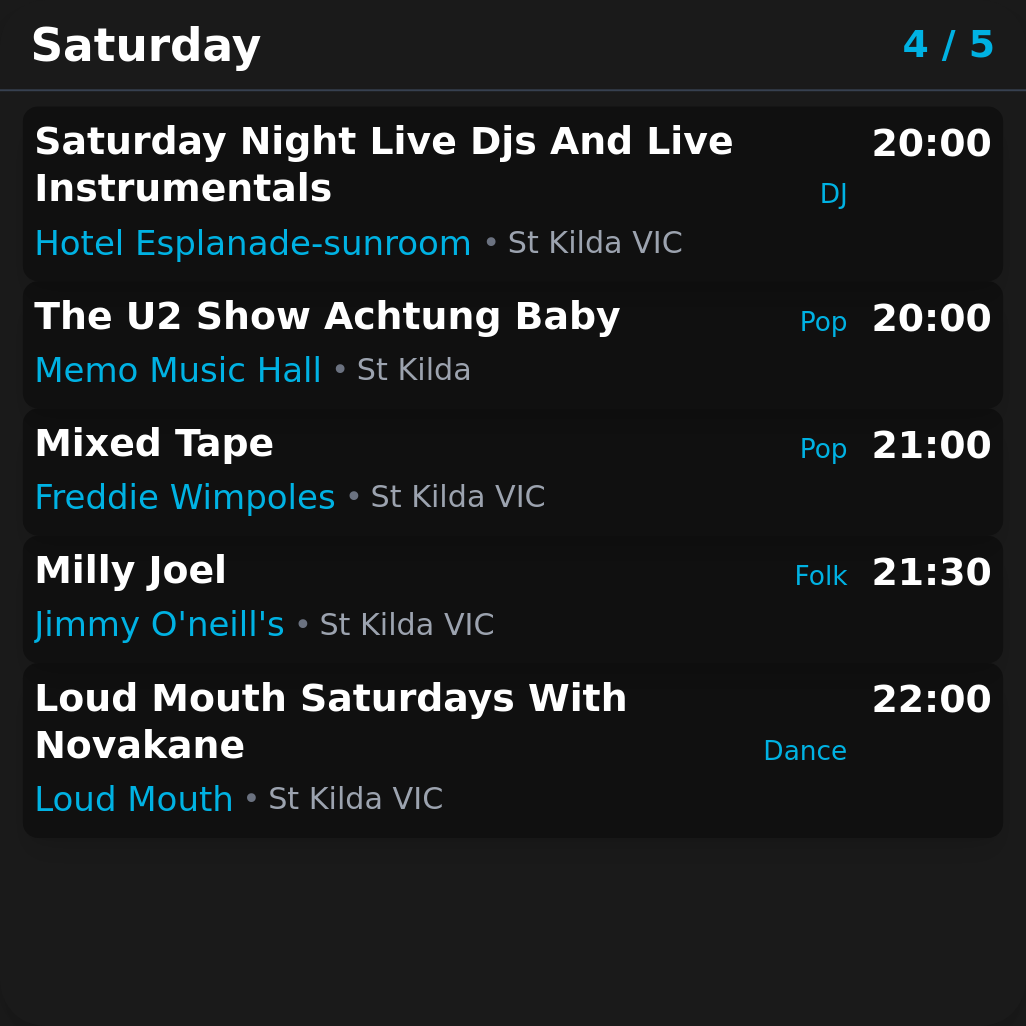 Saturday 4 / 5
Saturday Night Live Djs And Live 20:00
Instrumentals DJ
Hotel Esplanade-sunroom • St Kilda VIC
The U2 Show Achtung Baby Pop 20:00
Memo Music Hall • St Kilda
Mixed Tape Pop 21:00
Freddie Wimpoles • St Kilda VIC
Milly Joel Folk 21:30
Jimmy O'neill's • St Kilda VIC
Loud Mouth Saturdays With 22:00
Novakane Dance
Loud Mouth • St Kilda VIC